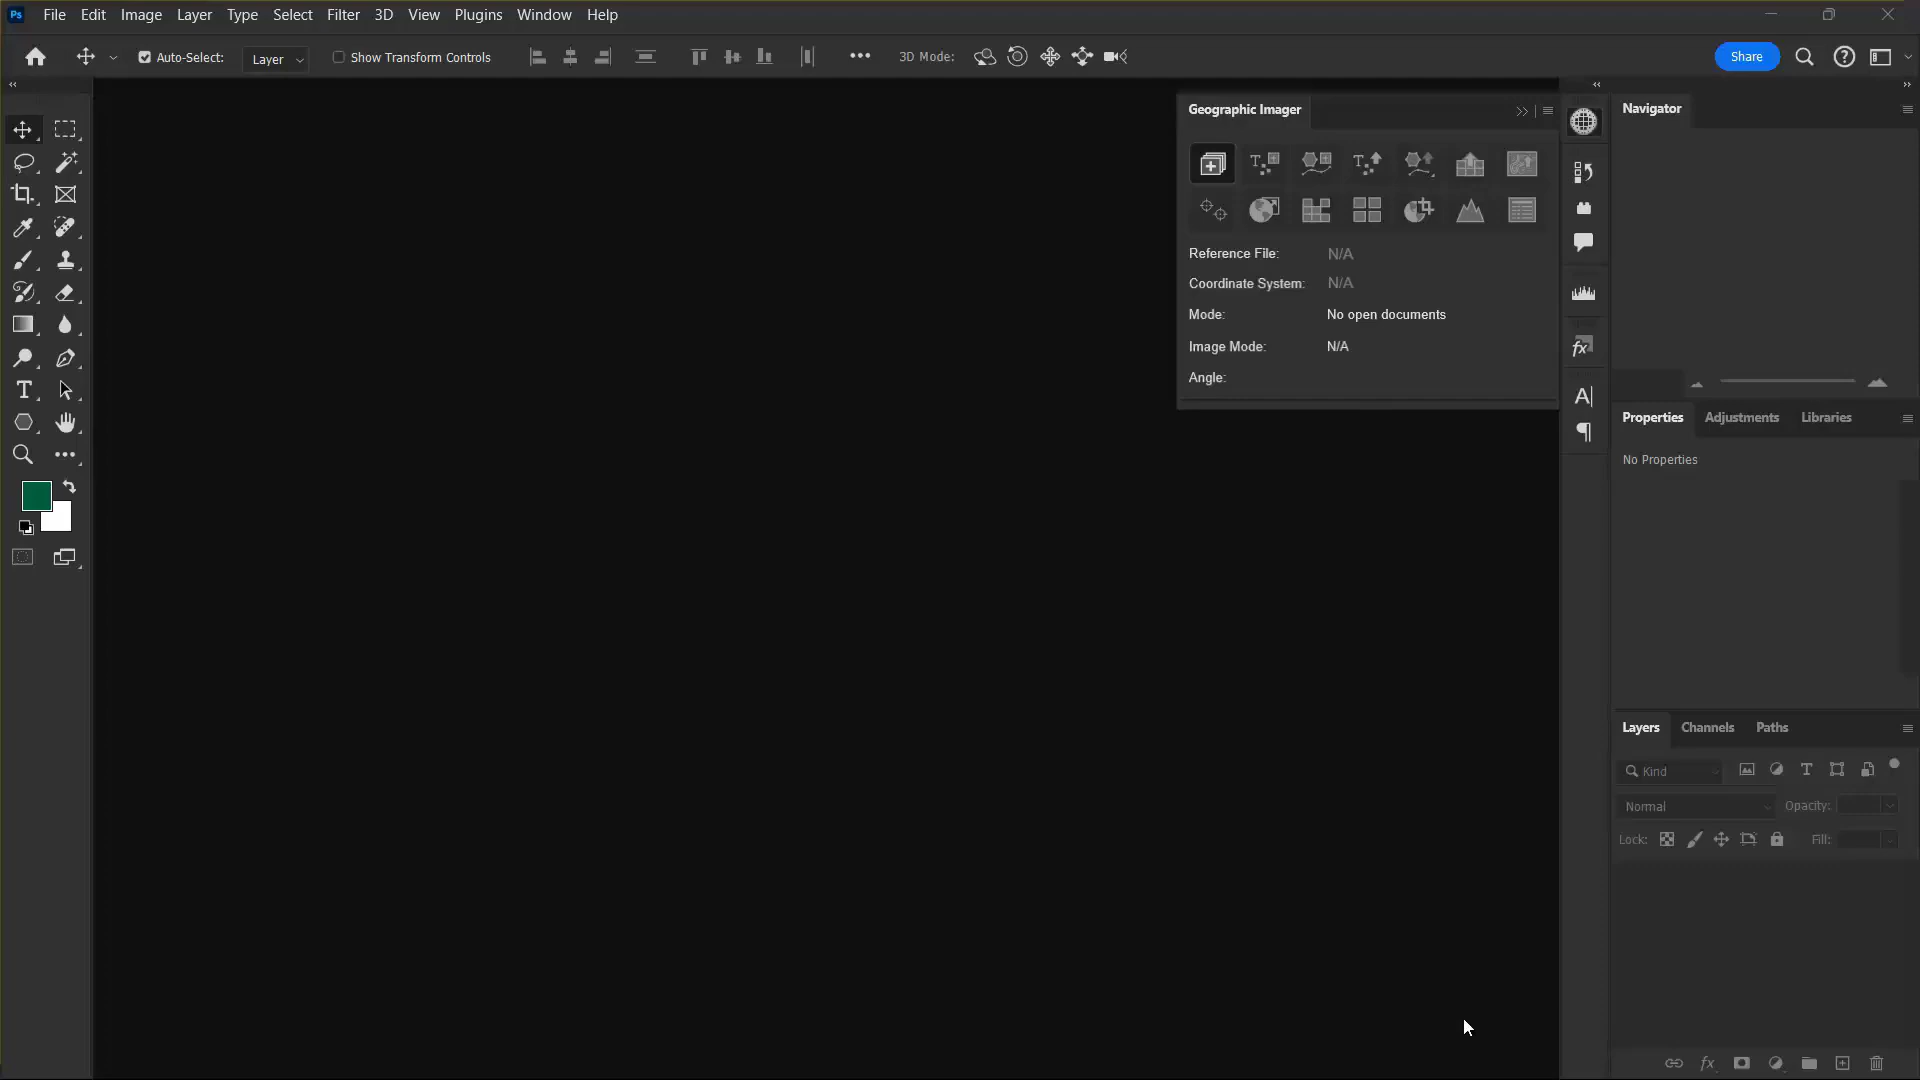 Ps File Edit Image Layer Type Select Filter 3D View Plugins Window Help
Auto-Select: Layer Show Transform Controls 3D Mode: Share
Geographic Imager
Reference File: N/A
Coordinate System: N/A
Mode: No open documents
Image Mode: N/A
Angle:
Navigator
Properties Adjustments Libraries
No Properties
Layers Channels Paths
Kind
Normal Opacity:
Lock: Fill: